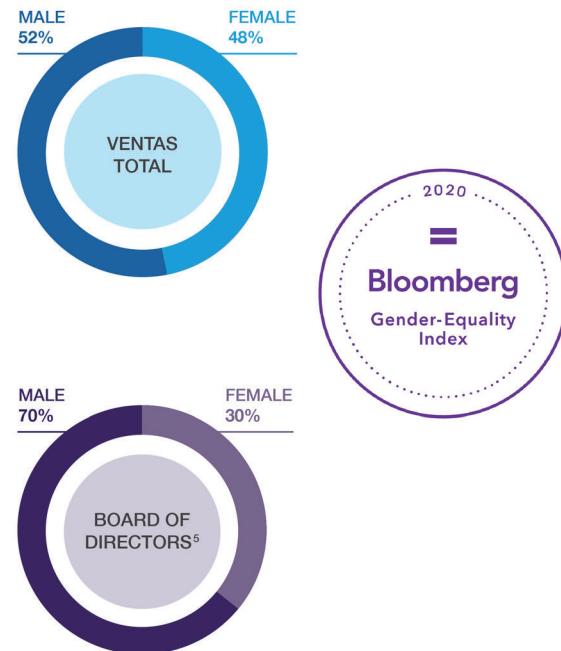 MALE
52%
FEMALE
48%
VENTAS
TOTAL
2020
=
Bloomberg
Gender-Equality
Index
MALE
70%
FEMALE
30%
BOARD OF
DIRECTORS⁵